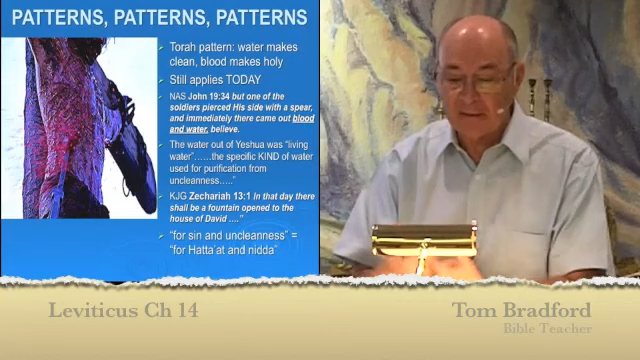 PATTERNS, PATTERNS, PATTERNS
Torah pattern: water makes
clean, blood makes holy
Still applies TODAY
NAS John 19:34 but one of the
soldiers pierced His side with a spear,
and immediately there came out blood
and water, believe.
The water out of Yeshua was "living
water"……the specific KIND of water
used for purification from
uncleanness….."
KJG Zechariah 13:1 In that day there
shall be a fountain opened to the
house of David …."
"for sin and uncleanness" =
"for Hatta'at and nidda"
Leviticus Ch 14
Tom Bradford
Bible Teacher